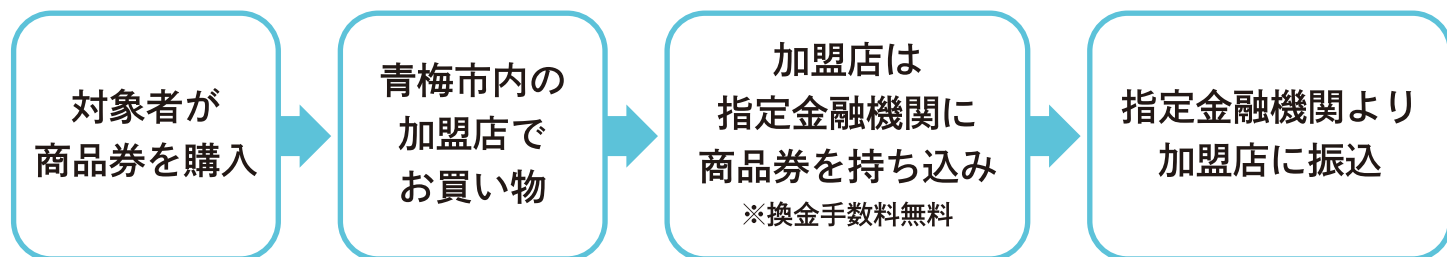 対象者が
商品券を購入
青梅市内の
加盟店で
お買い物
加盟店は
指定金融機関に
商品券を持ち込み
※換金手数料無料
指定金融機関より
加盟店に振込